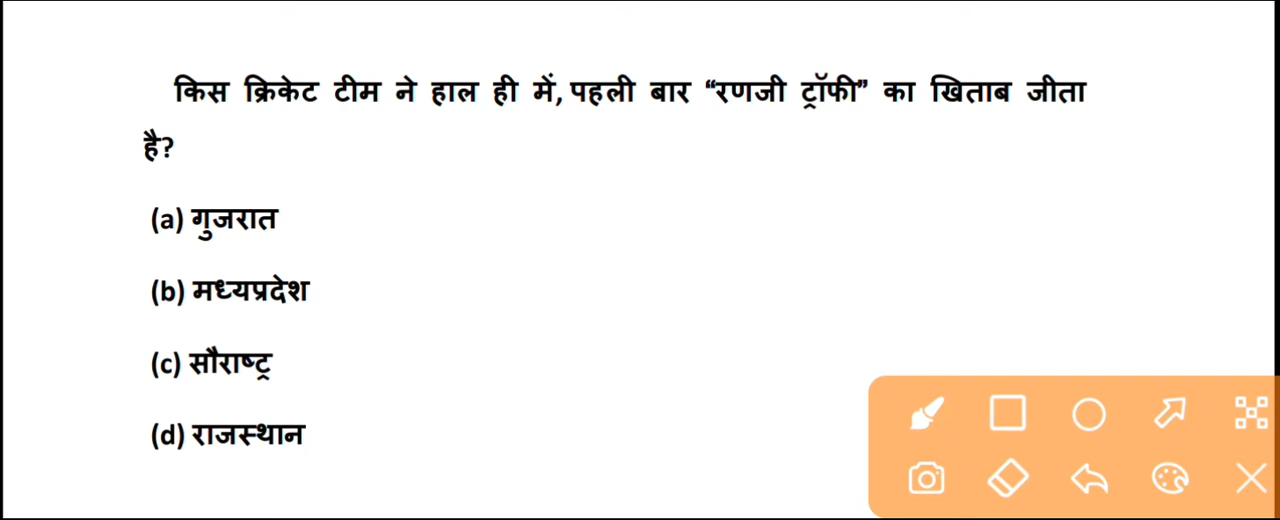 किस क्रिकेट टीम ने हाल ही में, पहली बार “रणजी ट्रॉफी” का खिताब जीता
है?
(a) गुजरात
(b) मध्यप्रदेश
(c) सौराष्ट्र
(d) राजस्थान